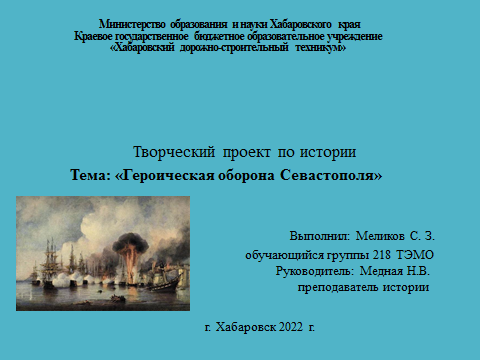 Министерство образования и науки Хабаровского края
Краевое государственное бюджетное образовательное учреждение
«Хабаровский дорожно-строительный техникум»
Творческий проект по истории
Тема: «Героическая оборона Севастополя»
Выполнил: Меликов С. З.
обучающийся группы 218 ТЭМО
Руководитель: Медная Н.В.
преподаватель истории
г. Хабаровск 2022 г.